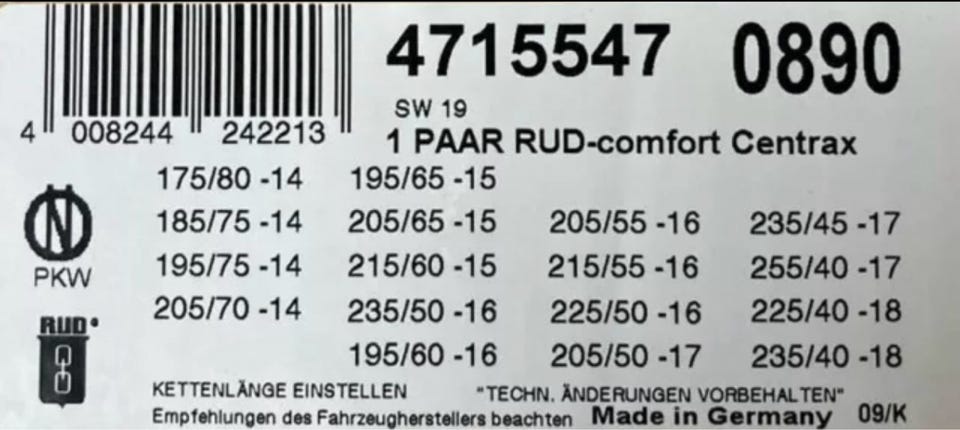 4715547 0890
4 008244 242213
SW 19
1 PAAR RUD-comfort Centrax
175/80 -14 195/65 -15
185/75 -14 205/65 -15 205/55 -16 235/45 -17
195/75 -14 215/60 -15 215/55 -16 255/40 -17
205/70 -14 235/50 -16 225/50 -16 225/40 -18
195/60 -16 205/50 -17 235/40 -18
N
PKW
RUD
KETTENLÄNGE EINSTELLEN "TECHN. ÄNDERUNGEN VORBEHALTEN"
Empfehlungen des Fahrzeugherstellers beachten Made in Germany 09/K